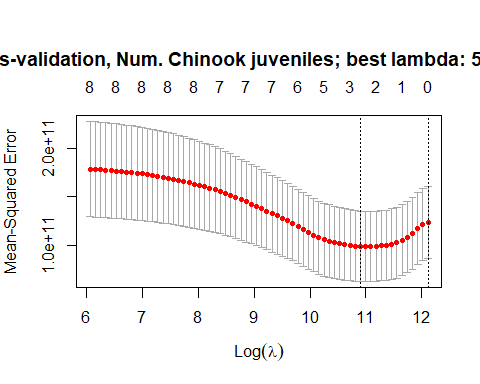 s-validation, Num. Chinook juveniles; best lambda: 5
8 8 8 8 8 7 7 7 6 5 3 2 1 0
Mean-Squared Error
2.0e+11
1.0e+11
6 7 8 9 10 11 12
Log(λ)